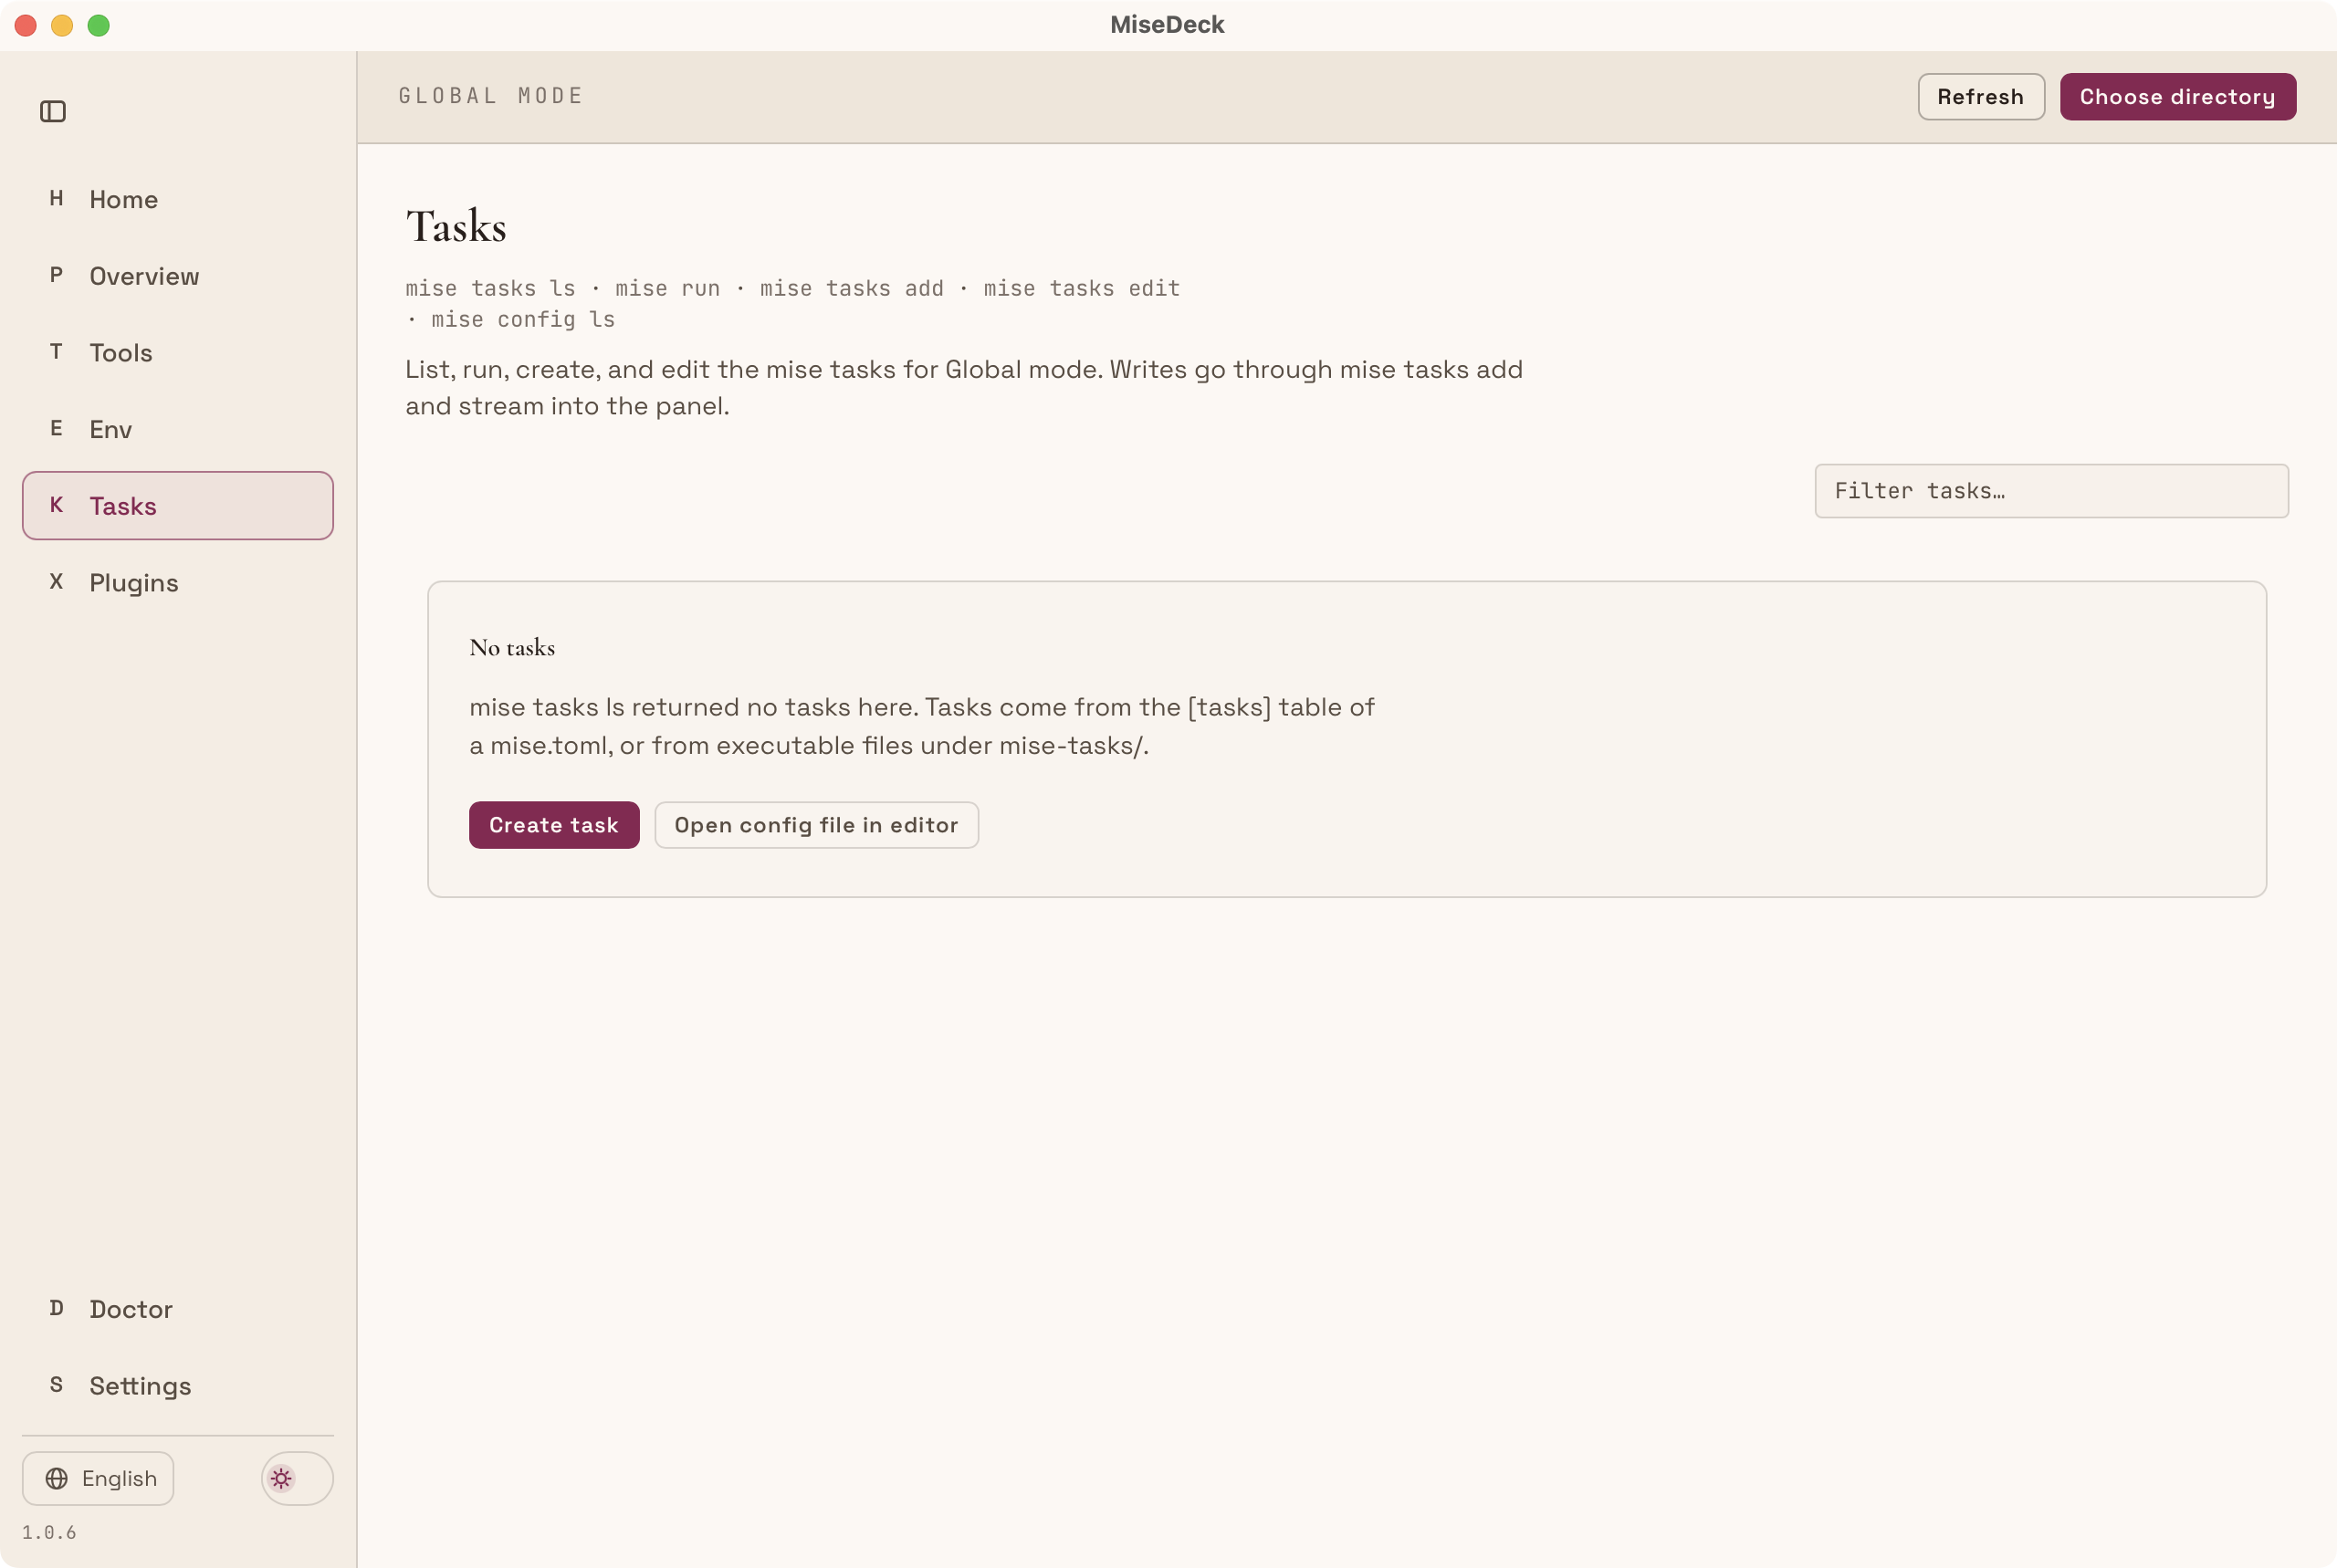 MiseDeck
GLOBAL MODE
Refresh
Choose directory
H Home
P Overview
T Tools
E Env
K Tasks
X Plugins
Tasks
mise tasks ls · mise run · mise tasks add · mise tasks edit
· mise config ls
List, run, create, and edit the mise tasks for Global mode. Writes go through mise tasks add
and stream into the panel.
Filter tasks…
No tasks
mise tasks ls returned no tasks here. Tasks come from the [tasks] table of
a mise.toml, or from executable files under mise-tasks/.
Create task
Open config file in editor
D Doctor
S Settings
English
1.0.6